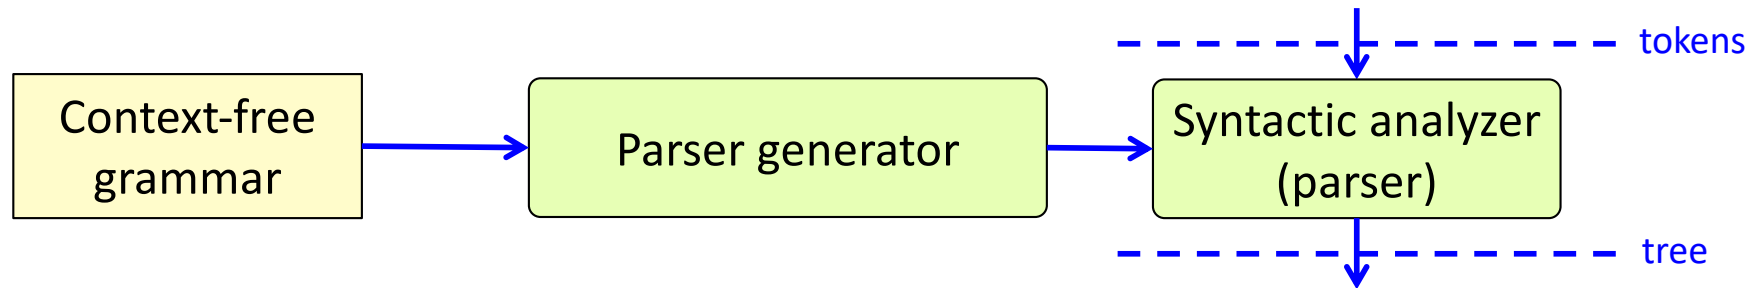 tokens
Context-free
grammar
Parser generator
Syntactic analyzer
(parser)
tree